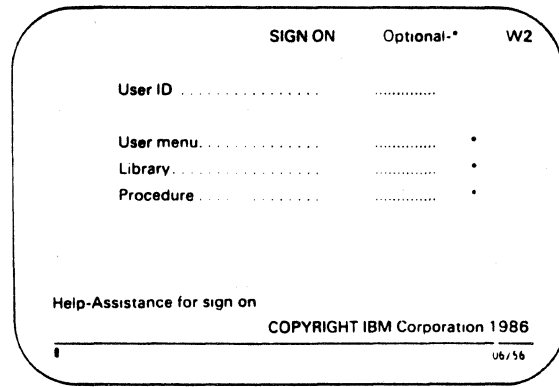 SIGN ON Optional-* W2
User ID . . . . . . . . . . . . . . . . ..............
User menu. . . . . . . . . . . . . . .............. *
Library. . . . . . . . . . . . . . . . .............. *
Procedure . . . . . . . . . . . . . .............. *
Help-Assistance for sign on
COPYRIGHT IBM Corporation 1986
06/56